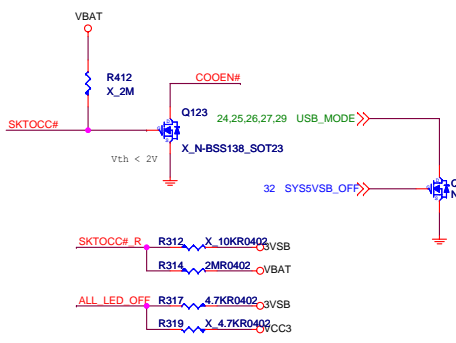 VBAT
R412
X_2M
COOEN#
Q123
24,25,26,27,29 USB_MODE
SKTOCC#
X_N-BSS138_SOT23
Vth < 2V
32 SYS5VSB_OFF
Q
N
SKTOCC#_R
R312 X_10KR0402 3VSB
R314 2MR0402 VBAT
ALL_LED_OFF
R317 4.7KR0402 3VSB
R319 X_4.7KR0402 VCC3